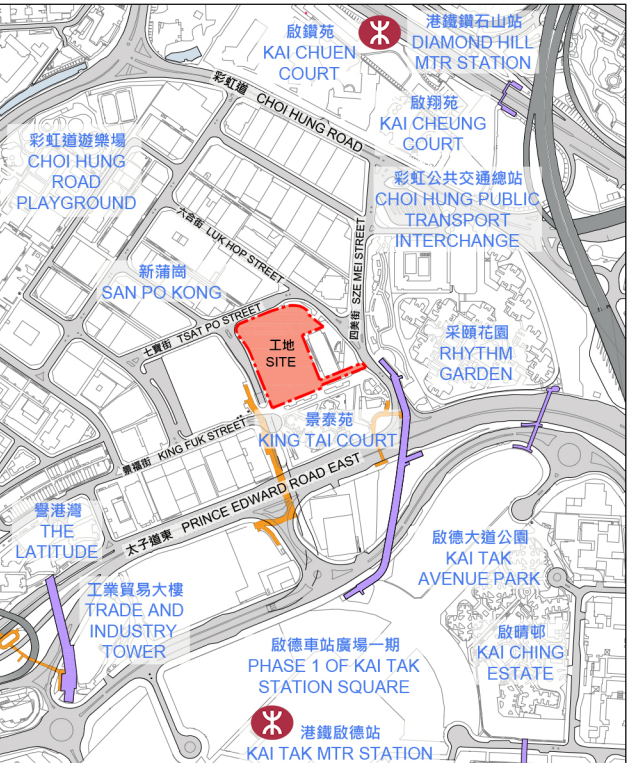 啟鑽苑
KAI CHUEN
COURT
港鐵鑽石山站
DIAMOND HILL
MTR STATION
彩虹道 CHOI HUNG ROAD
啟翔苑
KAI CHEUNG
COURT
彩虹道遊樂場
CHOI HUNG
ROAD
PLAYGROUND
彩虹公共交通總站
CHOI HUNG PUBLIC
TRANSPORT
INTERCHANGE
六合街 LUK HOP STREET
四美街 SZE MEI STREET
新蒲崗
SAN PO KONG
七寶街 TSAT PO STREET
工地
SITE
采頤花園
RHYTHM
GARDEN
景泰苑
KING TAI COURT
景福街 KING FUK STREET
太子道東 PRINCE EDWARD ROAD EAST
譽港灣
THE
LATITUDE
啟德大道公園
KAI TAK
AVENUE PARK
工業貿易大樓
TRADE AND
INDUSTRY
TOWER
啟德車站廣場一期
PHASE 1 OF KAI TAK
STATION SQUARE
啟晴邨
KAI CHING
ESTATE
港鐵啟德站
KAI TAK MTR STATION